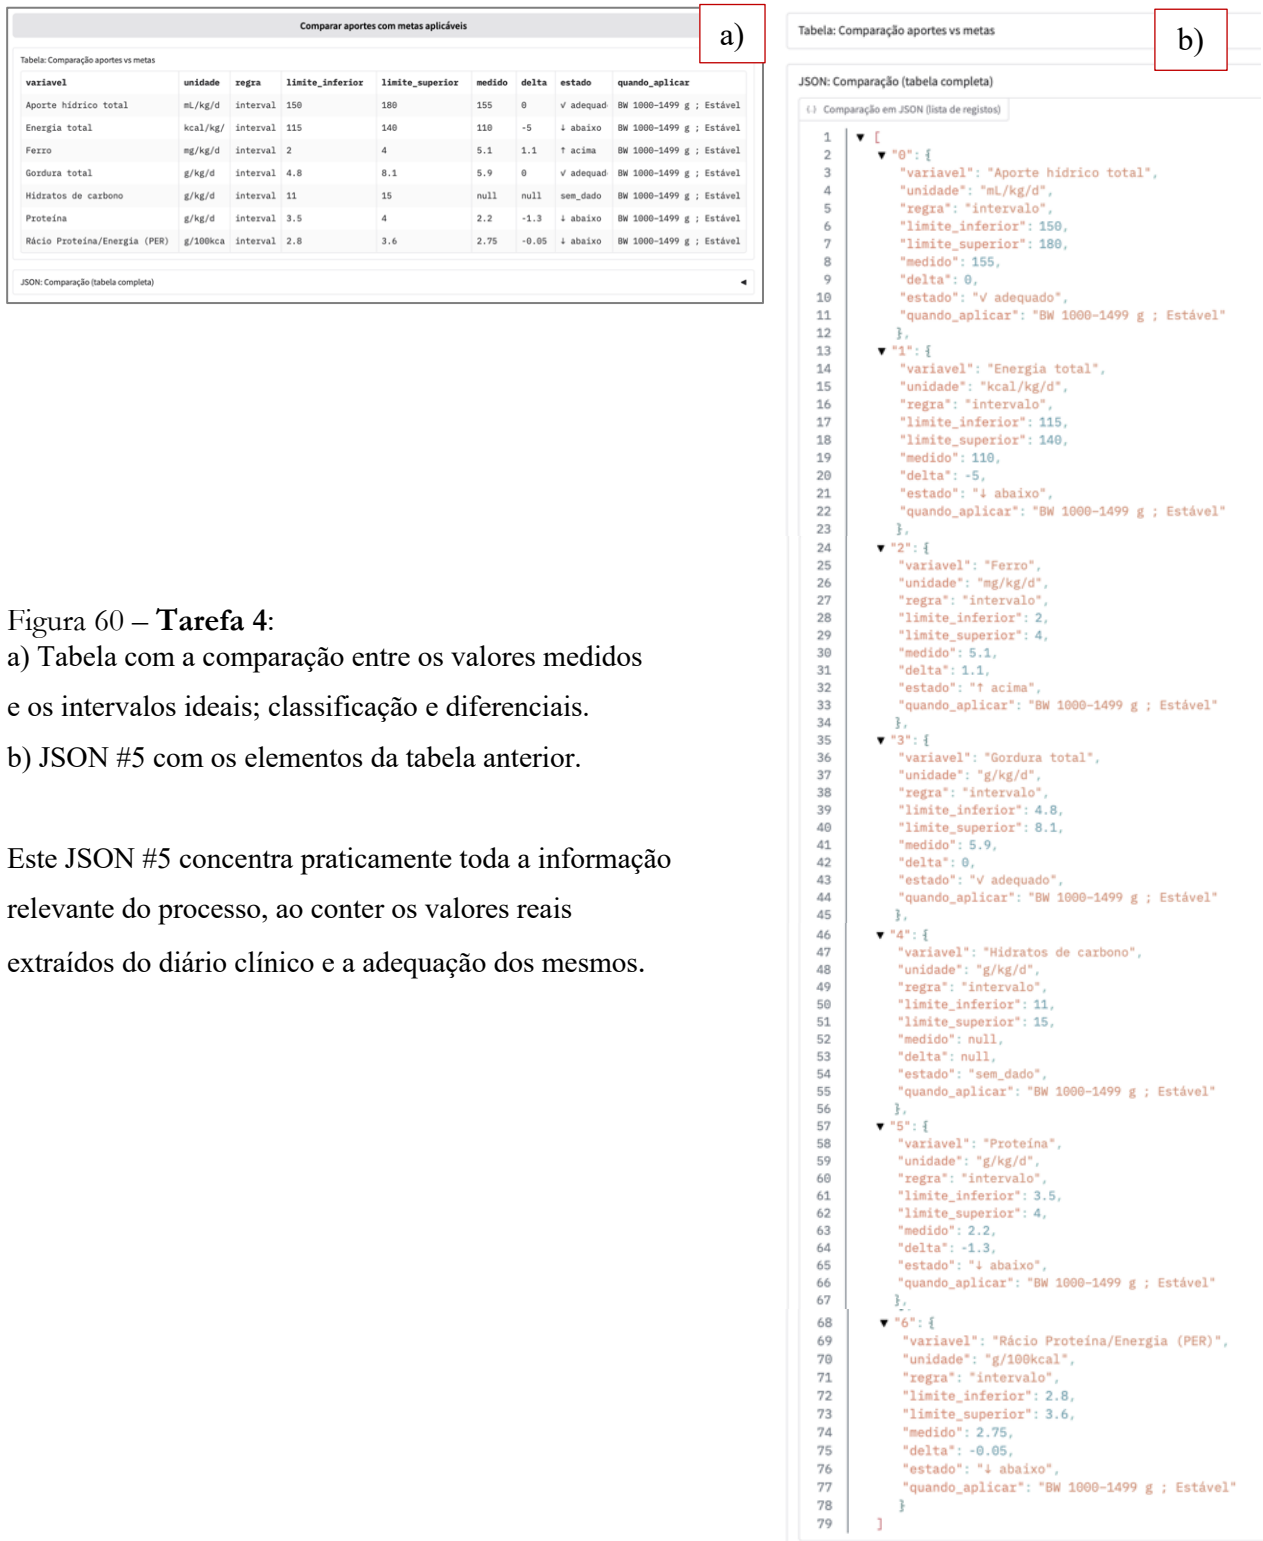 Comparar aportes com metas aplicáveis
a)
Tabela: Comparação aportes vs metas
variavel unidade regra limite_inferior limite_superior medido delta estado quando_aplicar
Aporte hídrico total mL/kg/d interval 150 180 155 0 √ adequad BW 1000-1499 g ; Estável
Energia total kcal/kg/ interval 115 140 110 -5 ↓ abaixo BW 1000-1499 g ; Estável
Ferro mg/kg/d interval 2 4 5.1 1.1 ↑ acima BW 1000-1499 g ; Estável
Gordura total g/kg/d interval 4.8 8.1 5.9 0 √ adequad BW 1000-1499 g ; Estável
Hidratos de carbono g/kg/d interval 11 15 null null sem_dado BW 1000-1499 g ; Estável
Proteína g/kg/d interval 3.5 4 2.2 -1.3 ↓ abaixo BW 1000-1499 g ; Estável
Rácio Proteína/Energia (PER) g/100kca interval 2.8 3.6 2.75 -0.05 ↓ abaixo BW 1000-1499 g ; Estável
JSON: Comparação (tabela completa)
Figura 60 – Tarefa 4:
a) Tabela com a comparação entre os valores medidos
e os intervalos ideais; classificação e diferenciais.
b) JSON #5 com os elementos da tabela anterior.
Este JSON #5 concentra praticamente toda a informação
relevante do processo, ao conter os valores reais
extraídos do diário clínico e a adequação dos mesmos.
Tabela: Comparação aportes vs metas
b)
JSON: Comparação (tabela completa)
{·} Comparação em JSON (lista de registos)
1 ▼ [
2 ▼ "0": {
3 "variavel": "Aporte hídrico total",
4 "unidade": "mL/kg/d",
5 "regra": "intervalo",
6 "limite_inferior": 150,
7 "limite_superior": 180,
8 "medido": 155,
9 "delta": 0,
10 "estado": "√ adequado",
11 "quando_aplicar": "BW 1000-1499 g ; Estável"
12 },
13 ▼ "1": {
14 "variavel": "Energia total",
15 "unidade": "kcal/kg/d",
16 "regra": "intervalo",
17 "limite_inferior": 115,
18 "limite_superior": 140,
19 "medido": 110,
20 "delta": -5,
21 "estado": "↓ abaixo",
22 "quando_aplicar": "BW 1000-1499 g ; Estável"
23 },
24 ▼ "2": {
25 "variavel": "Ferro",
26 "unidade": "mg/kg/d",
27 "regra": "intervalo",
28 "limite_inferior": 2,
29 "limite_superior": 4,
30 "medido": 5.1,
31 "delta": 1.1,
32 "estado": "↑ acima",
33 "quando_aplicar": "BW 1000-1499 g ; Estável"
34 },
35 ▼ "3": {
36 "variavel": "Gordura total",
37 "unidade": "g/kg/d",
38 "regra": "intervalo",
39 "limite_inferior": 4.8,
40 "limite_superior": 8.1,
41 "medido": 5.9,
42 "delta": 0,
43 "estado": "√ adequado",
44 "quando_aplicar": "BW 1000-1499 g ; Estável"
45 },
46 ▼ "4": {
47 "variavel": "Hidratos de carbono",
48 "unidade": "g/kg/d",
49 "regra": "intervalo",
50 "limite_inferior": 11,
51 "limite_superior": 15,
52 "medido": null,
53 "delta": null,
54 "estado": "sem_dado",
55 "quando_aplicar": "BW 1000-1499 g ; Estável"
56 },
57 ▼ "5": {
58 "variavel": "Proteína",
59 "unidade": "g/kg/d",
60 "regra": "intervalo",
61 "limite_inferior": 3.5,
62 "limite_superior": 4,
63 "medido": 2.2,
64 "delta": -1.3,
65 "estado": "↓ abaixo",
66 "quando_aplicar": "BW 1000-1499 g ; Estável"
67 },
68 ▼ "6": {
69 "variavel": "Rácio Proteína/Energia (PER)",
70 "unidade": "g/100kcal",
71 "regra": "intervalo",
72 "limite_inferior": 2.8,
73 "limite_superior": 3.6,
74 "medido": 2.75,
75 "delta": -0.05,
76 "estado": "↓ abaixo",
77 "quando_aplicar": "BW 1000-1499 g ; Estável"
78 }
79 ]